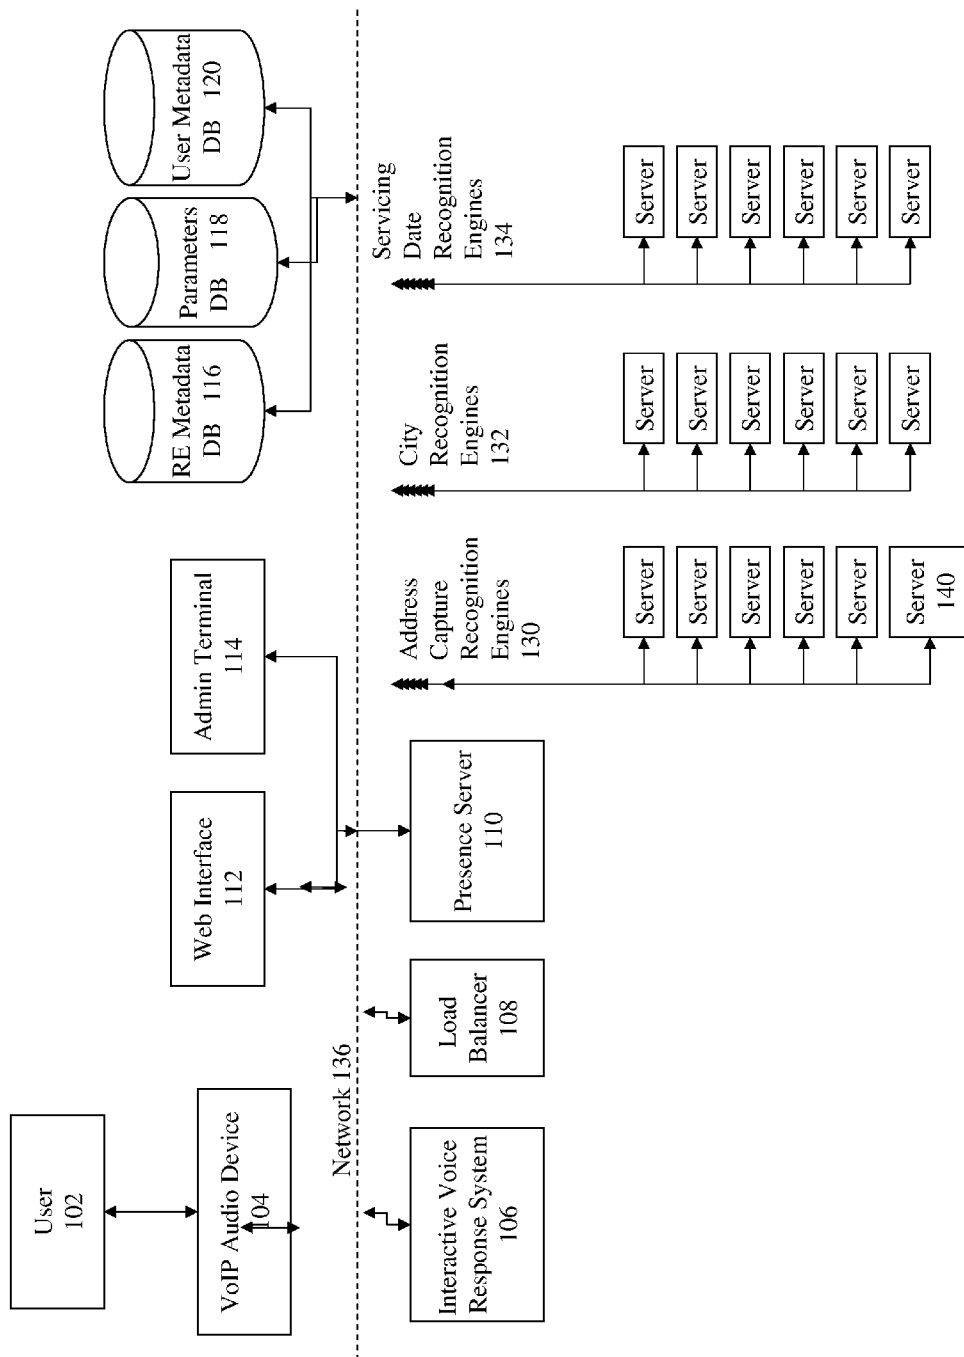 User
102
VoIP Audio Device
104
Web Interface
112
Admin Terminal
114
RE Metadata
DB 116
Parameters
DB 118
User Metadata
DB 120
Network 136
Interactive Voice
Response System
106
Load
Balancer
108
Presence Server
110
Address
Capture
Recognition
Engines
130
Server
Server
Server
Server
Server
Server
140
City
Recognition
Engines
132
Server
Server
Server
Server
Server
Server
Servicing
Date
Recognition
Engines
134
Server
Server
Server
Server
Server
Server